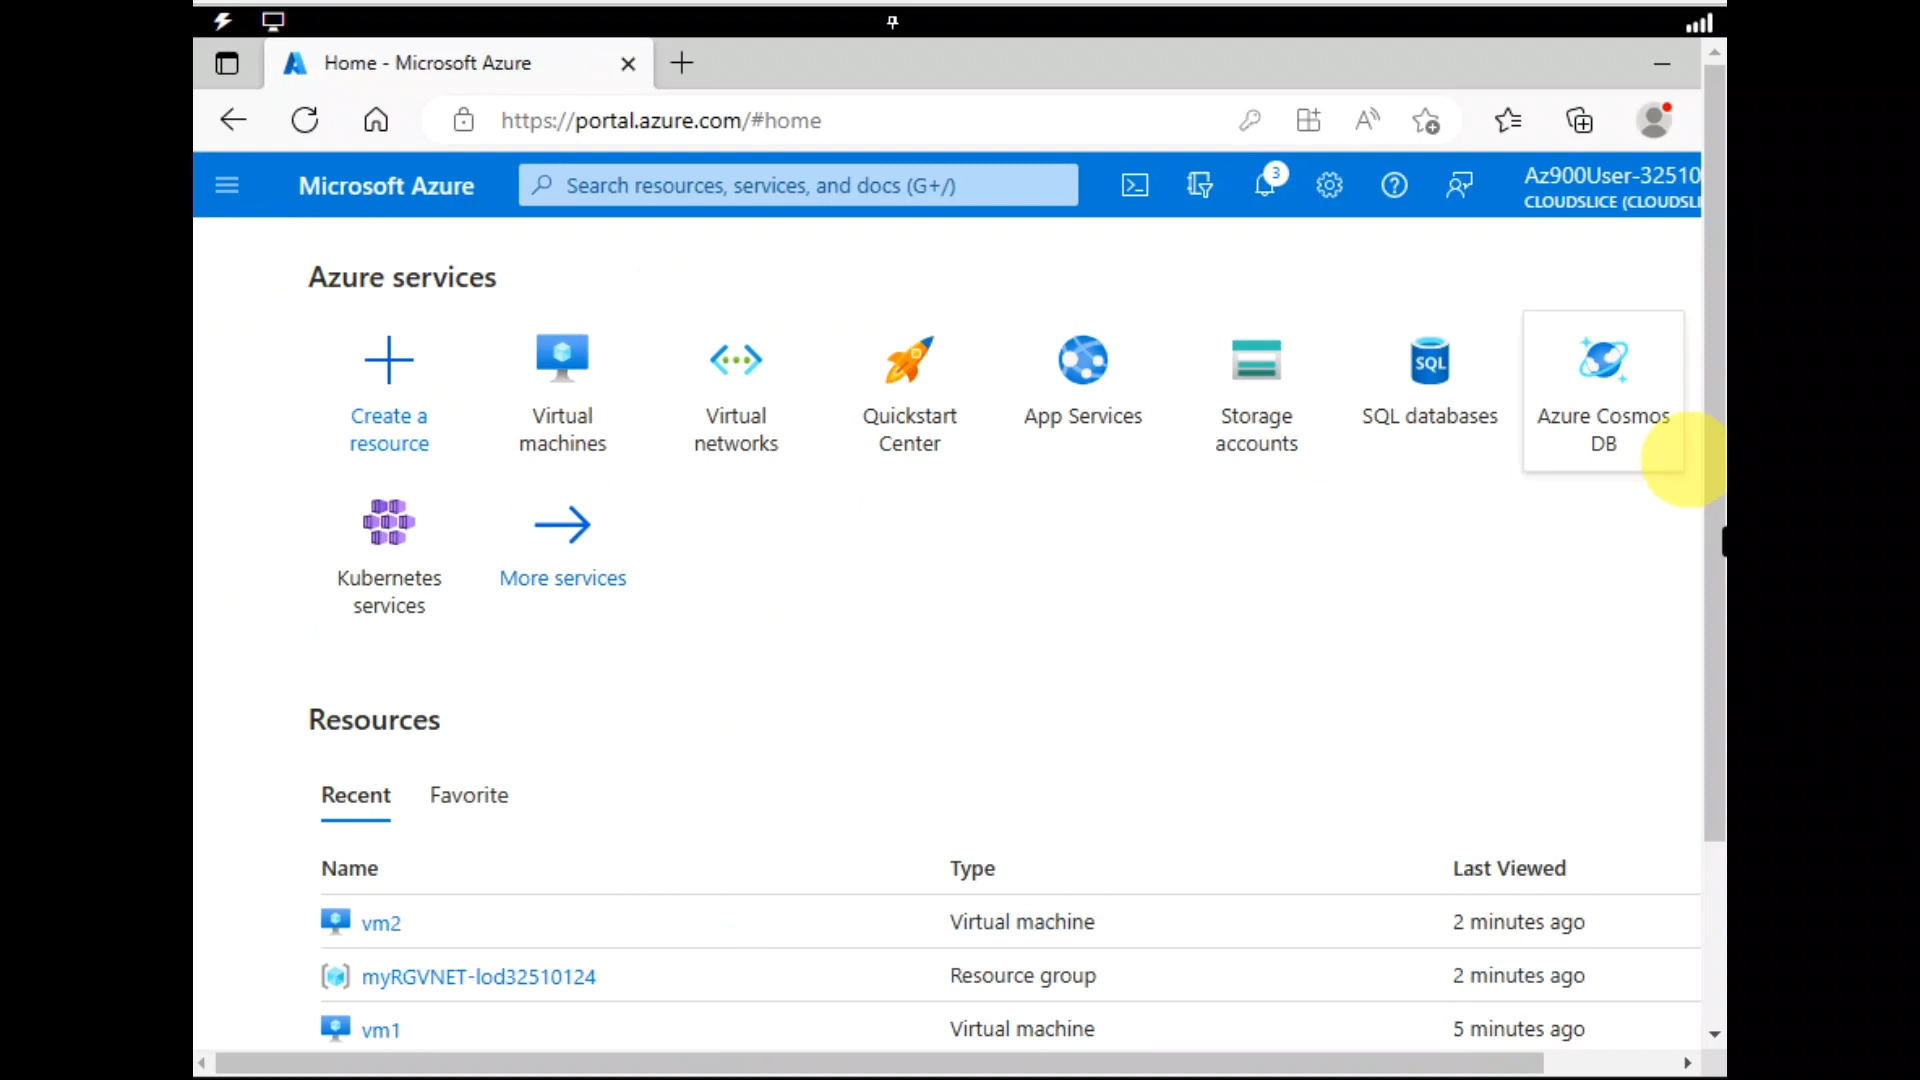 Home - Microsoft Azure
https://portal.azure.com/#home
Microsoft Azure
Search resources, services, and docs (G+/)
3
Az900User-32510
CLOUDSLICE (CLOUDSLI
Azure services
Create a
resource
Virtual
machines
Virtual
networks
Quickstart
Center
App Services
Storage
accounts
SQL
SQL databases
Azure Cosmos
DB
Kubernetes
services
More services
Resources
Recent
Favorite
Name
Type
Last Viewed
vm2
Virtual machine
2 minutes ago
myRGVNET-lod32510124
Resource group
2 minutes ago
vm1
Virtual machine
5 minutes ago